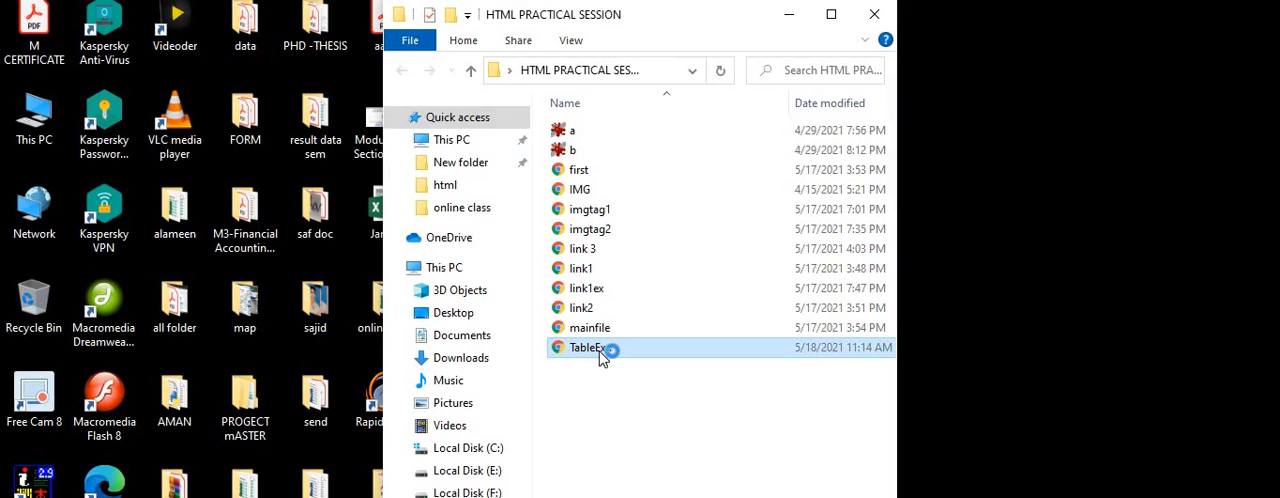 M
CERTIFICATE
Kaspersky
Anti-Virus
Videoder
data
PHD -THESIS
This PC
Kaspersky
Passwor...
VLC media
player
FORM
result data
sem
Network
Kaspersky
VPN
alameen
M3-Financial
Accountin...
saf doc
Recycle Bin
Macromedia
Dreamwea...
all folder
map
sajid
Free Cam 8
Macromedia
Flash 8
AMAN
PROGECT
mASTER
send
2.9
HTML PRACTICAL SESSION
File Home Share View
HTML PRACTICAL SES...
Search HTML PRA...
Quick access
This PC
New folder
html
online class
OneDrive
This PC
3D Objects
Desktop
Documents
Downloads
Music
Pictures
Videos
Local Disk (C:)
Local Disk (E:)
Local Disk (F:)
Name Date modified
a 4/29/2021 7:56 PM
b 4/29/2021 8:12 PM
first 5/17/2021 3:53 PM
IMG 4/15/2021 5:21 PM
imgtag1 5/17/2021 7:01 PM
imgtag2 5/17/2021 7:35 PM
link 3 5/17/2021 4:03 PM
link1 5/17/2021 3:48 PM
link1ex 5/17/2021 7:47 PM
link2 5/17/2021 3:51 PM
mainfile 5/17/2021 3:54 PM
TableEx 5/18/2021 11:14 AM